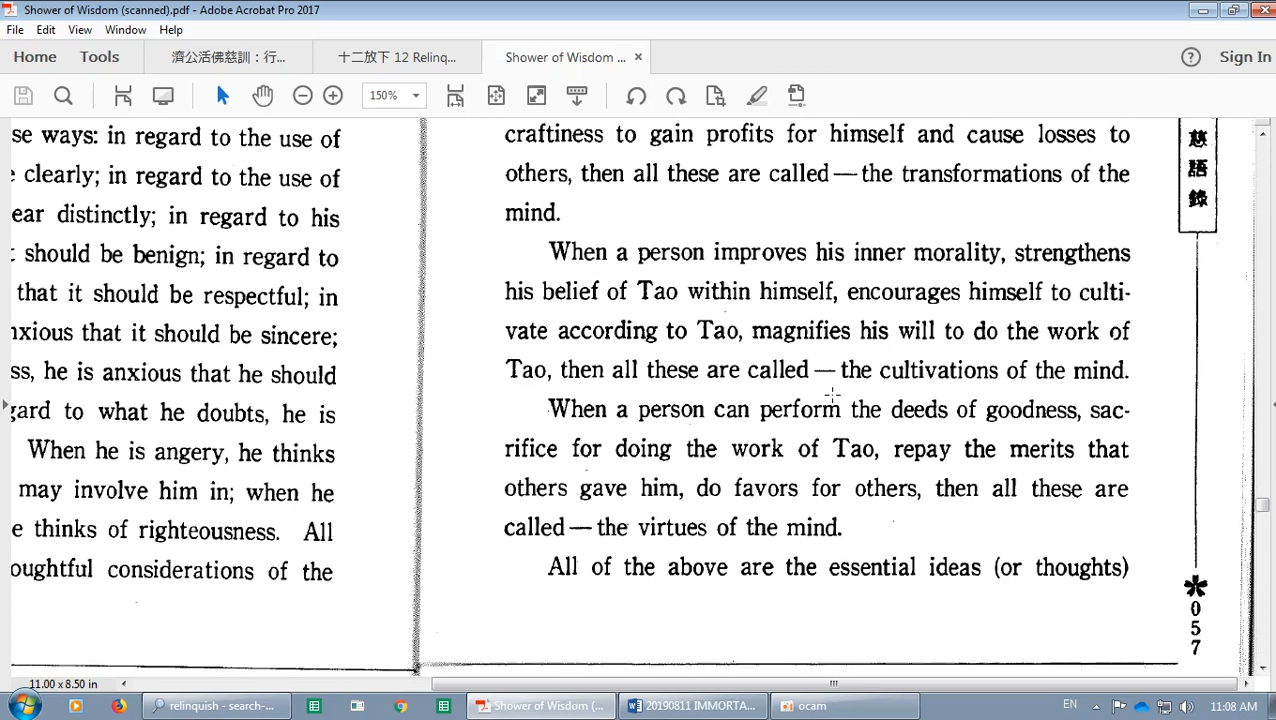 Shower of Wisdom (scanned).pdf - Adobe Acrobat Pro 2017
File Edit View Window Help
Home Tools 濟公活佛慈訓：行... 十二放下 12 Relinq... Shower of Wisdom ... × Sign In
150%
se ways: in regard to the use of
clearly; in regard to the use of
ear distinctly; in regard to his
should be benign; in regard to
that it should be respectful; in
nxious that it should be sincere;
ss, he is anxious that he should
gard to what he doubts, he is
When he is angry, he thinks
may involve him in; when he
e thinks of righteousness. All
oughtful considerations of the
craftiness to gain profits for himself and cause losses to
others, then all these are called—the transformations of the
mind.
When a person improves his inner morality, strengthens
his belief of Tao within himself, encourages himself to culti-
vate according to Tao, magnifies his will to do the work of
Tao, then all these are called—the cultivations of the mind.
When a person can perform the deeds of goodness, sac-
rifice for doing the work of Tao, repay the merits that
others gave him, do favors for others, then all these are
called—the virtues of the mind.
All of the above are the essential ideas (or thoughts)
慈語錄
057
11.00 x 8.50 in
relinquish - search-... Shower of Wisdom (... 20190811 IMMORTA... ocam EN 11:08 AM